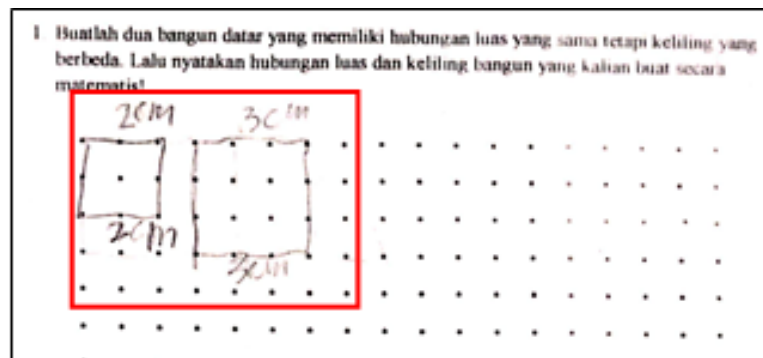 1. Buatlah dua bangun datar yang memiliki hubungan luas yang sama tetapi keliling yang
berbeda. Lalu nyatakan hubungan luas dan keliling bangun yang kalian buat secara
matematis!
2cm 3cm
2cm
3cm